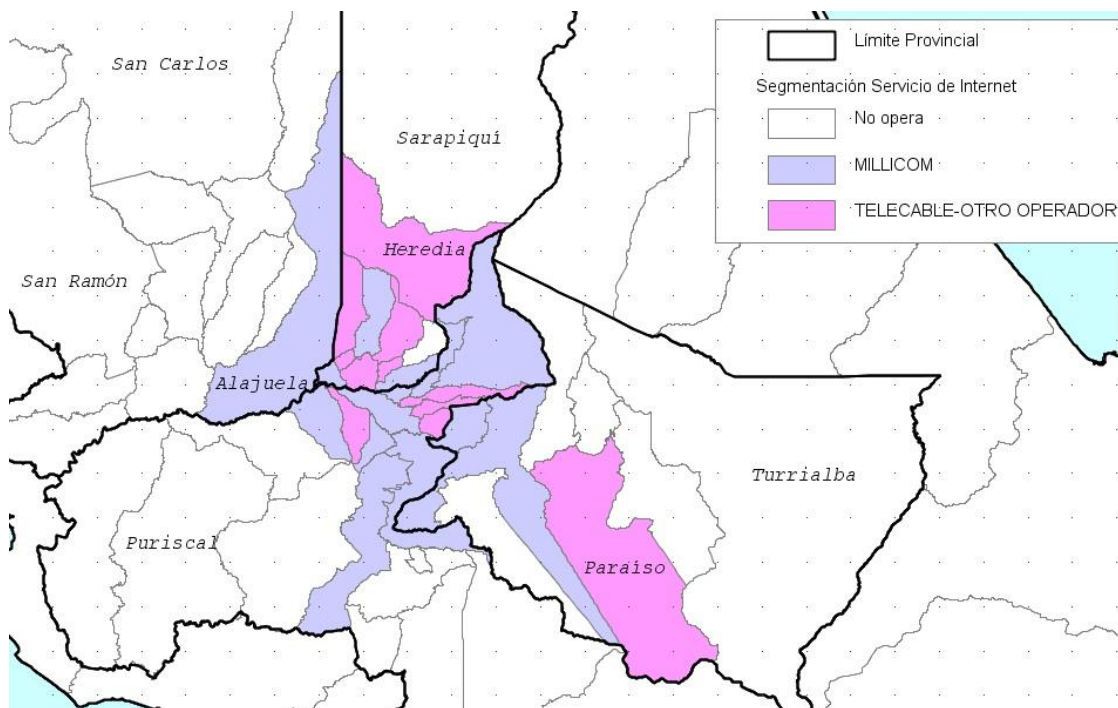 San Carlos
Sarapiquí
Heredia
San Ramón
Alajuela
Turrialba
Puriscal
Paraíso
Límite Provincial
Segmentación Servicio de Internet
No opera
MILLICOM
TELECABLE-OTRO OPERADOR